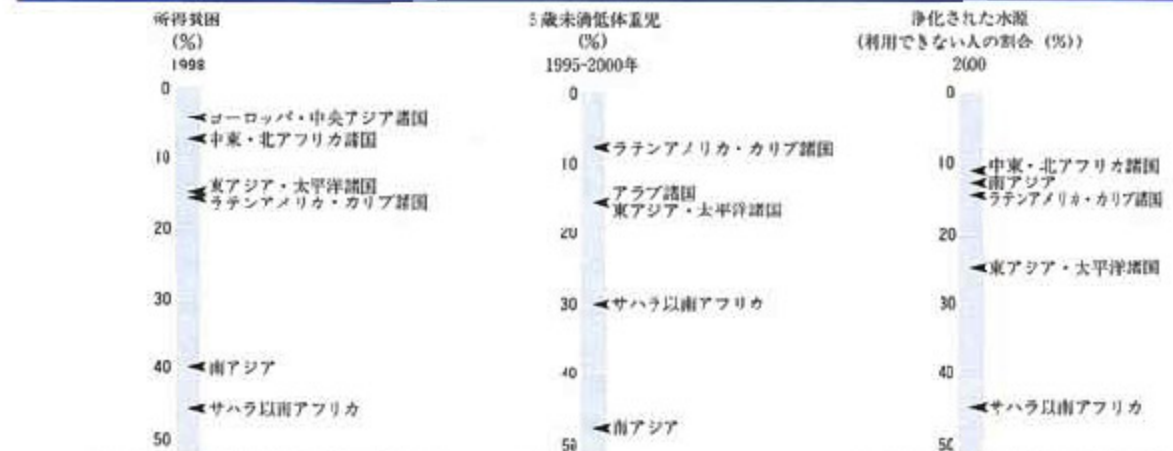 所得貧困
(%)
1998
0
ヨーロッパ・中央アジア諸国
中東・北アフリカ諸国
10
東アジア・太平洋諸国
ラテンアメリカ・カリブ諸国
20
30
40
南アジア
サハラ以南アフリカ
50
5歳未満低体重児
(%)
1995-2000年
0
ラテンアメリカ・カリブ諸国
10
アラブ諸国
東アジア・太平洋諸国
20
30
サハラ以南アフリカ
40
南アジア
50
浄化された水源
(利用できない人の割合 (%))
2000
0
10
中東・北アフリカ諸国
南アジア
ラテンアメリカ・カリブ諸国
20
東アジア・太平洋諸国
30
40
サハラ以南アフリカ
50